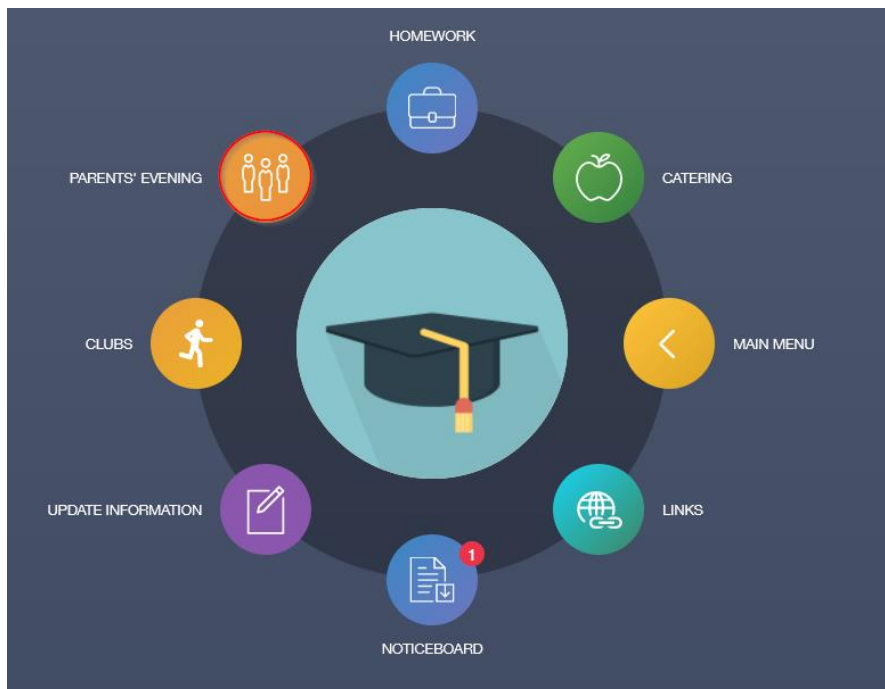 HOMEWORK
PARENTS' EVENING
CATERING
CLUBS
MAIN MENU
UPDATE INFORMATION
LINKS
1
NOTICEBOARD